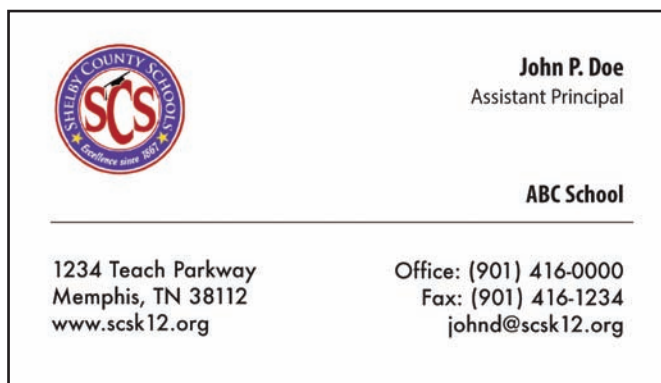 SHELBY COUNTY SCHOOLS
SCS
Excellence since 1867
John P. Doe
Assistant Principal
ABC School
1234 Teach Parkway
Memphis, TN 38112
www.scsk12.org
Office: (901) 416-0000
Fax: (901) 416-1234
johnd@scsk12.org